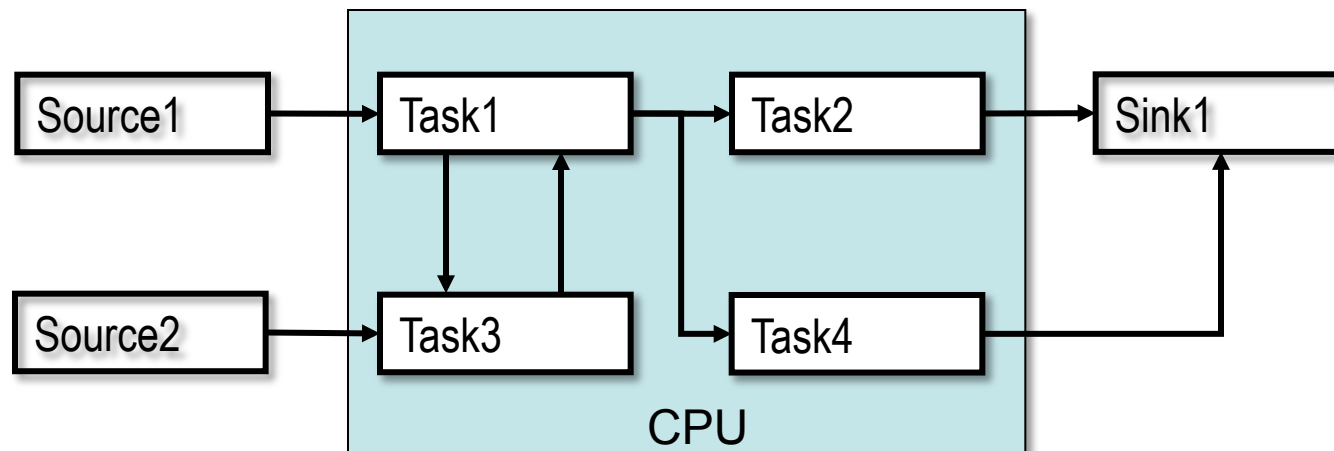 Source1
Task1
Task2
Sink1
Source2
Task3
Task4
CPU